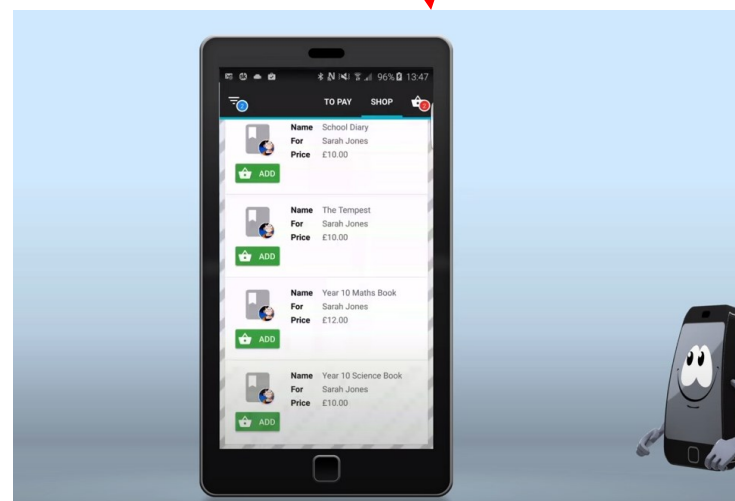 96% 13:47
TO PAY SHOP
Name School Diary
For Sarah Jones
Price £10.00
ADD
Name The Tempest
For Sarah Jones
Price £10.00
ADD
Name Year 10 Maths Book
For Sarah Jones
Price £12.00
ADD
Name Year 10 Science Book
For Sarah Jones
Price £10.00
ADD